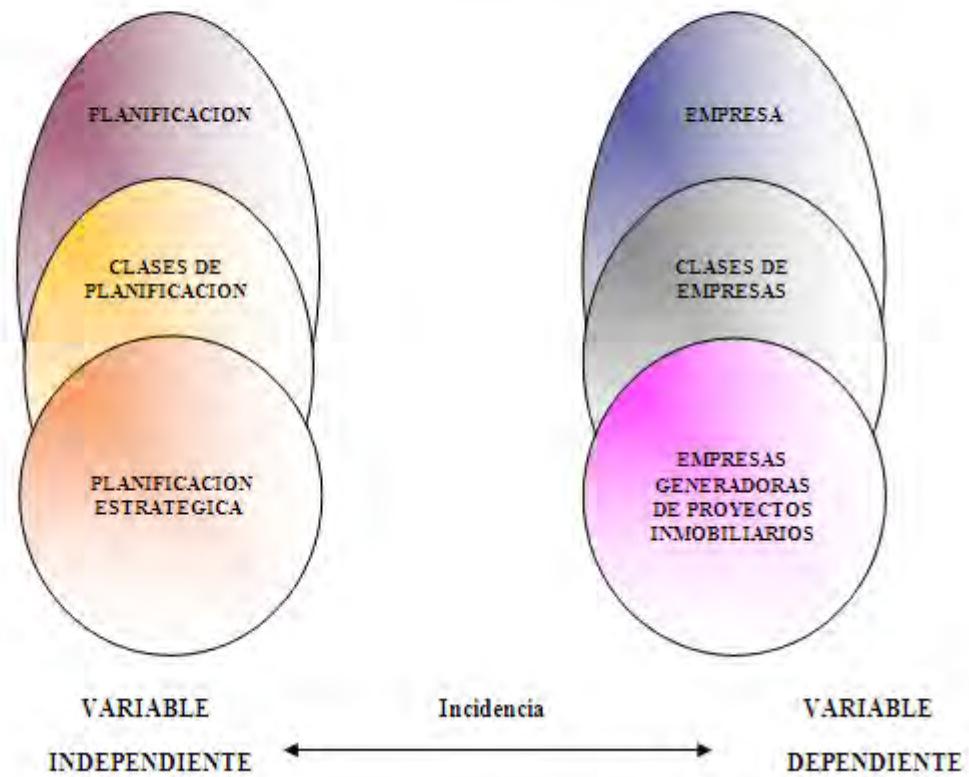 PLANIFICACION
CLASES DE
PLANIFICACION
PLANIFICACION
ESTRATEGICA
EMPRESA
CLASES DE
EMPRESAS
EMPRESAS
GENERADORAS
DE PROYECTOS
INMOBILIARIOS
VARIABLE
INDEPENDIENTE
Incidencia
VARIABLE
DEPENDIENTE